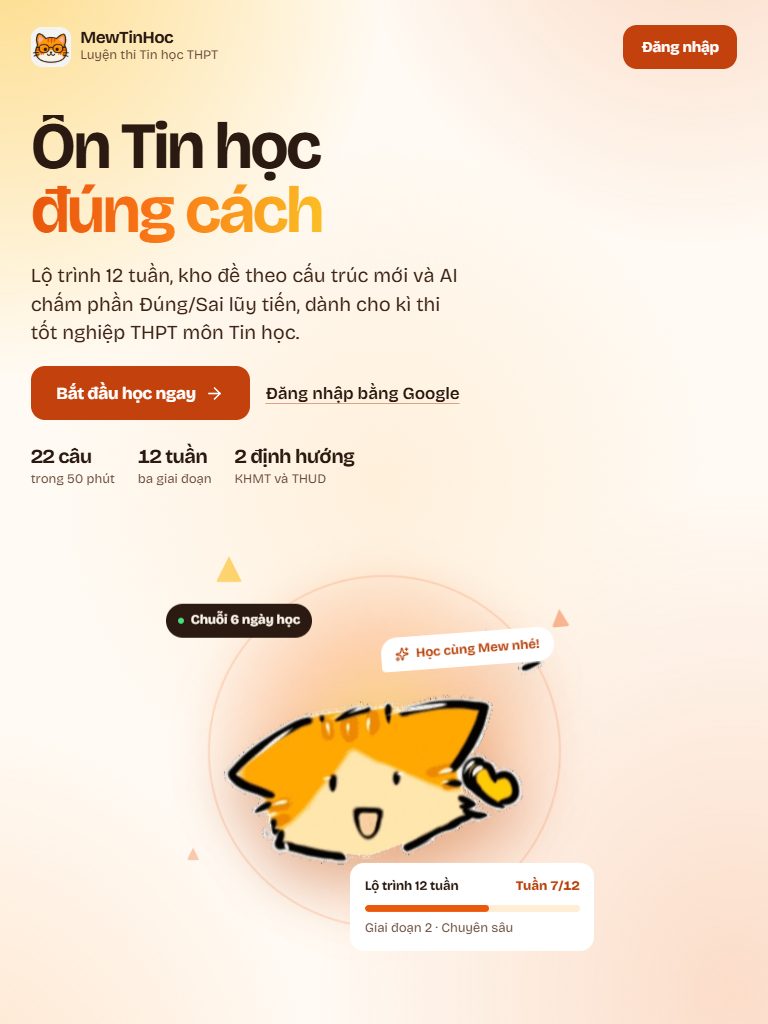 MewTinHoc
Luyện thi Tin học THPT
Đăng nhập
Ôn Tin học
đúng cách
Lộ trình 12 tuần, kho đề theo cấu trúc mới và AI
chấm phần Đúng/Sai lũy tiến, dành cho kì thi
tốt nghiệp THPT môn Tin học.
Bắt đầu học ngay →
Đăng nhập bằng Google
22 câu
trong 50 phút
12 tuần
ba giai đoạn
2 định hướng
KHMT và THUD
Chuỗi 6 ngày học
Học cùng Mew nhé!
Lộ trình 12 tuần
Tuần 7/12
Giai đoạn 2 · Chuyên sâu